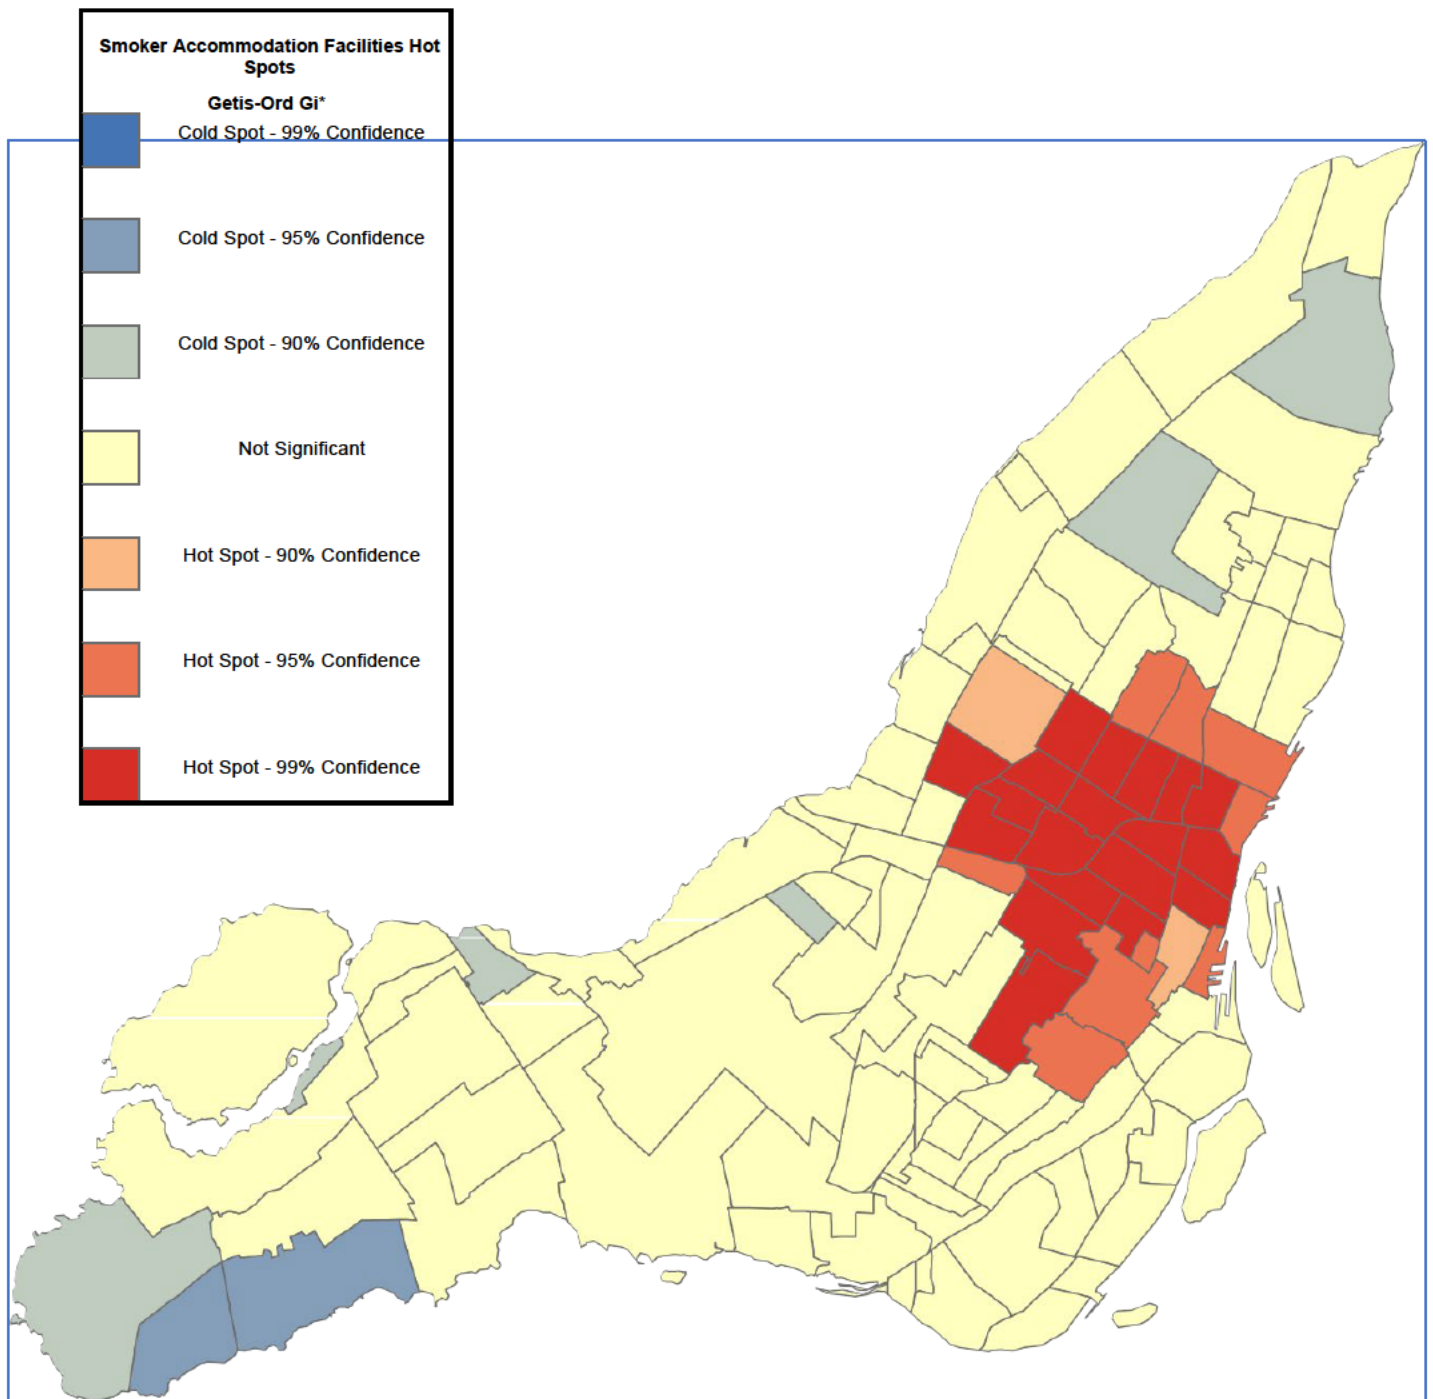 Smoker Accommodation Facilities Hot
Spots
Getis-Ord Gi*
Cold Spot - 99% Confidence
Cold Spot - 95% Confidence
Cold Spot - 90% Confidence
Not Significant
Hot Spot - 90% Confidence
Hot Spot - 95% Confidence
Hot Spot - 99% Confidence